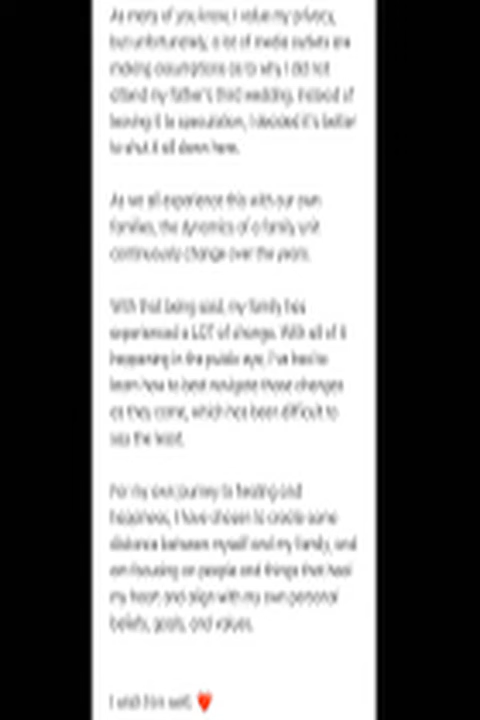 As many of you know, I value my privacy,
but unfortunately, a lot of media outlets are
making assumptions as to why I did not
attend my father's third wedding. Instead of
leaving it to speculation, I decided it's better
to shut it all down here.
As we all experience this with our own
families, the dynamics of a family unit
continuously change over the years.
With that being said, my family has
experienced a LOT of change. With all of it
happening in the public eye, I've had to
learn how to best navigate those changes
as they come, which has been difficult to
say the least.
For my own journey to healing and
happiness, I have chosen to create some
distance between myself and my family, and
am focusing on people and things that heal
my heart and align with my own personal
beliefs, goals, and values.
I wish him well. ❤️